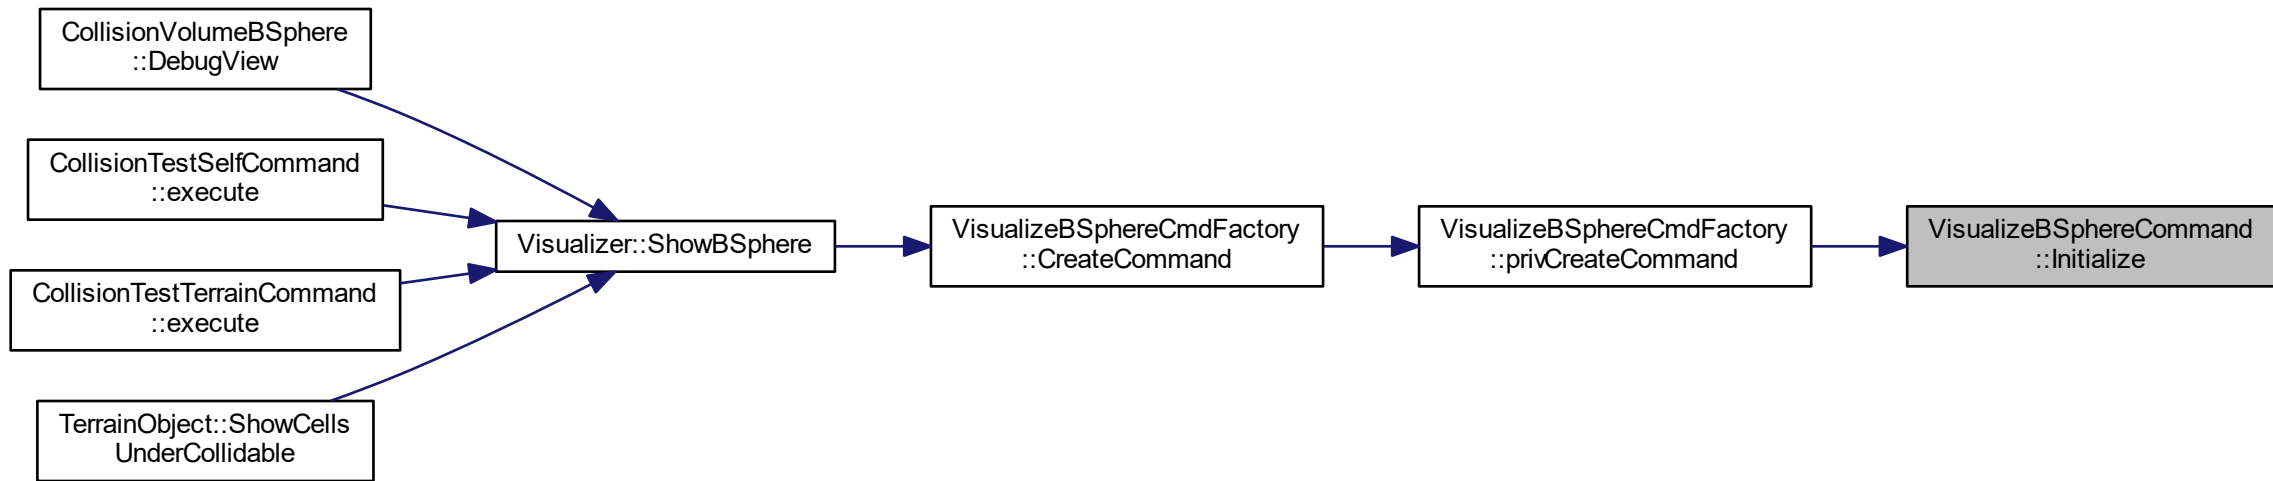 CollisionVolumeBSphere
::DebugView
CollisionTestSelfCommand
::execute
CollisionTestTerrainCommand
::execute
TerrainObject::ShowCells
UnderCollidable
Visualizer::ShowBSphere
VisualizeBSphereCmdFactory
::CreateCommand
VisualizeBSphereCmdFactory
::privCreateCommand
VisualizeBSphereCommand
::Initialize